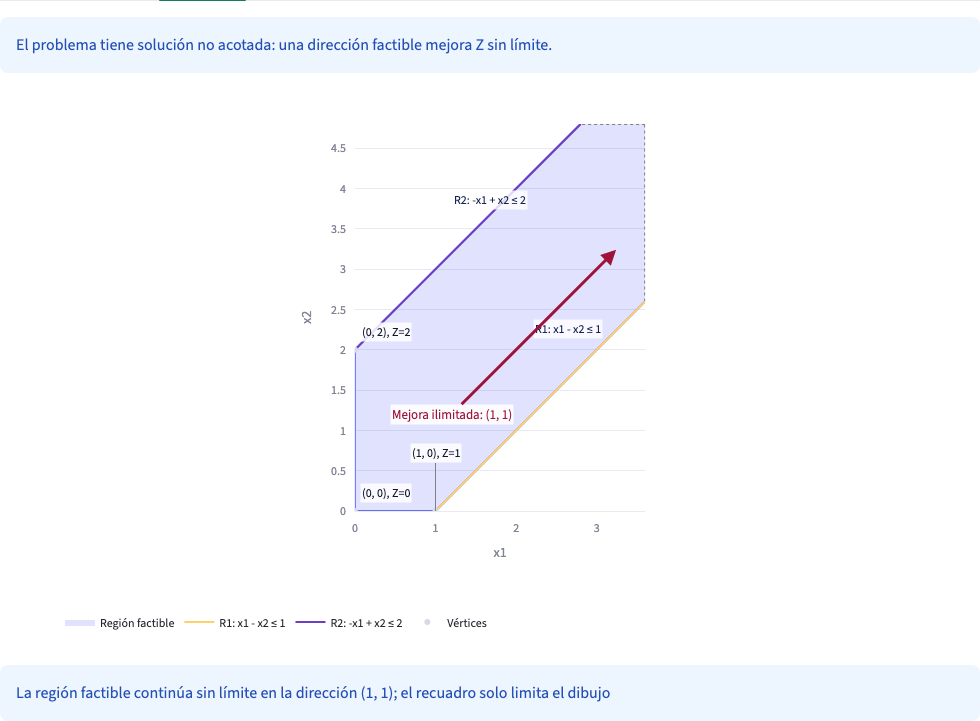 El problema tiene solución no acotada: una dirección factible mejora Z sin límite.
4.5
4
R2: -x1 + x2 ≤ 2
3.5
3
2.5
x2
(0, 2), Z=2
R1: x1 - x2 ≤ 1
2
1.5
Mejora ilimitada: (1, 1)
1
(1, 0), Z=1
0.5
(0, 0), Z=0
0
0 1 2 3
x1
Región factible R1: x1 - x2 ≤ 1 R2: -x1 + x2 ≤ 2 Vértices
La región factible continúa sin límite en la dirección (1, 1); el recuadro solo limita el dibujo